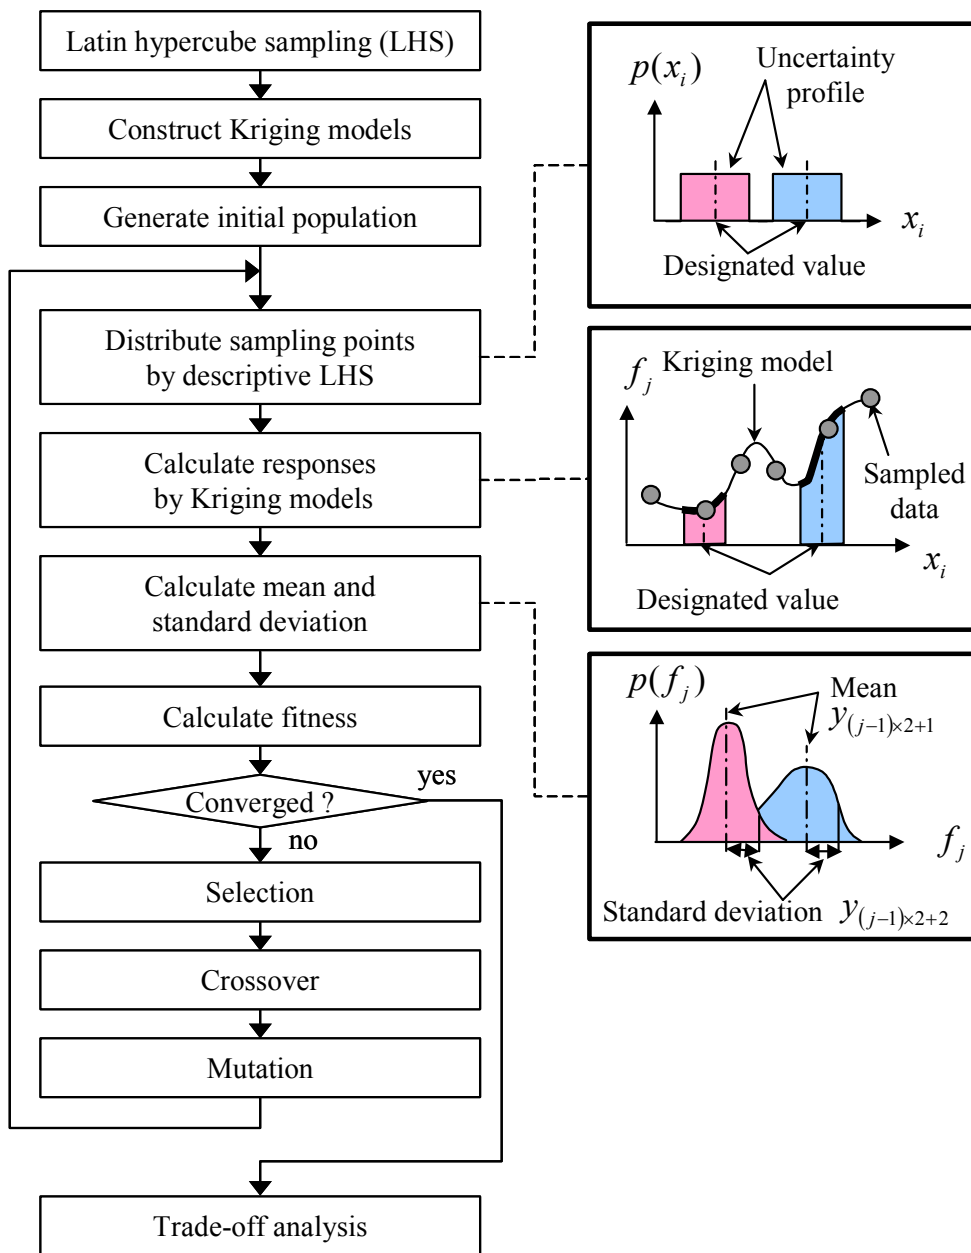 Latin hypercube sampling (LHS)
Construct Kriging models
Generate initial population
Distribute sampling points
by descriptive LHS
Calculate responses
by Kriging models
Calculate mean and
standard deviation
Calculate fitness
Converged ?
yes
no
Selection
Crossover
Mutation
Trade-off analysis
p(x_i)
Uncertainty
profile
x_i
Designated value
f_j
Kriging model
Sampled
data
x_i
Designated value
p(f_j)
Mean
y_{(j−1)×2+1}
f_j
Standard deviation y_{(j−1)×2+2}